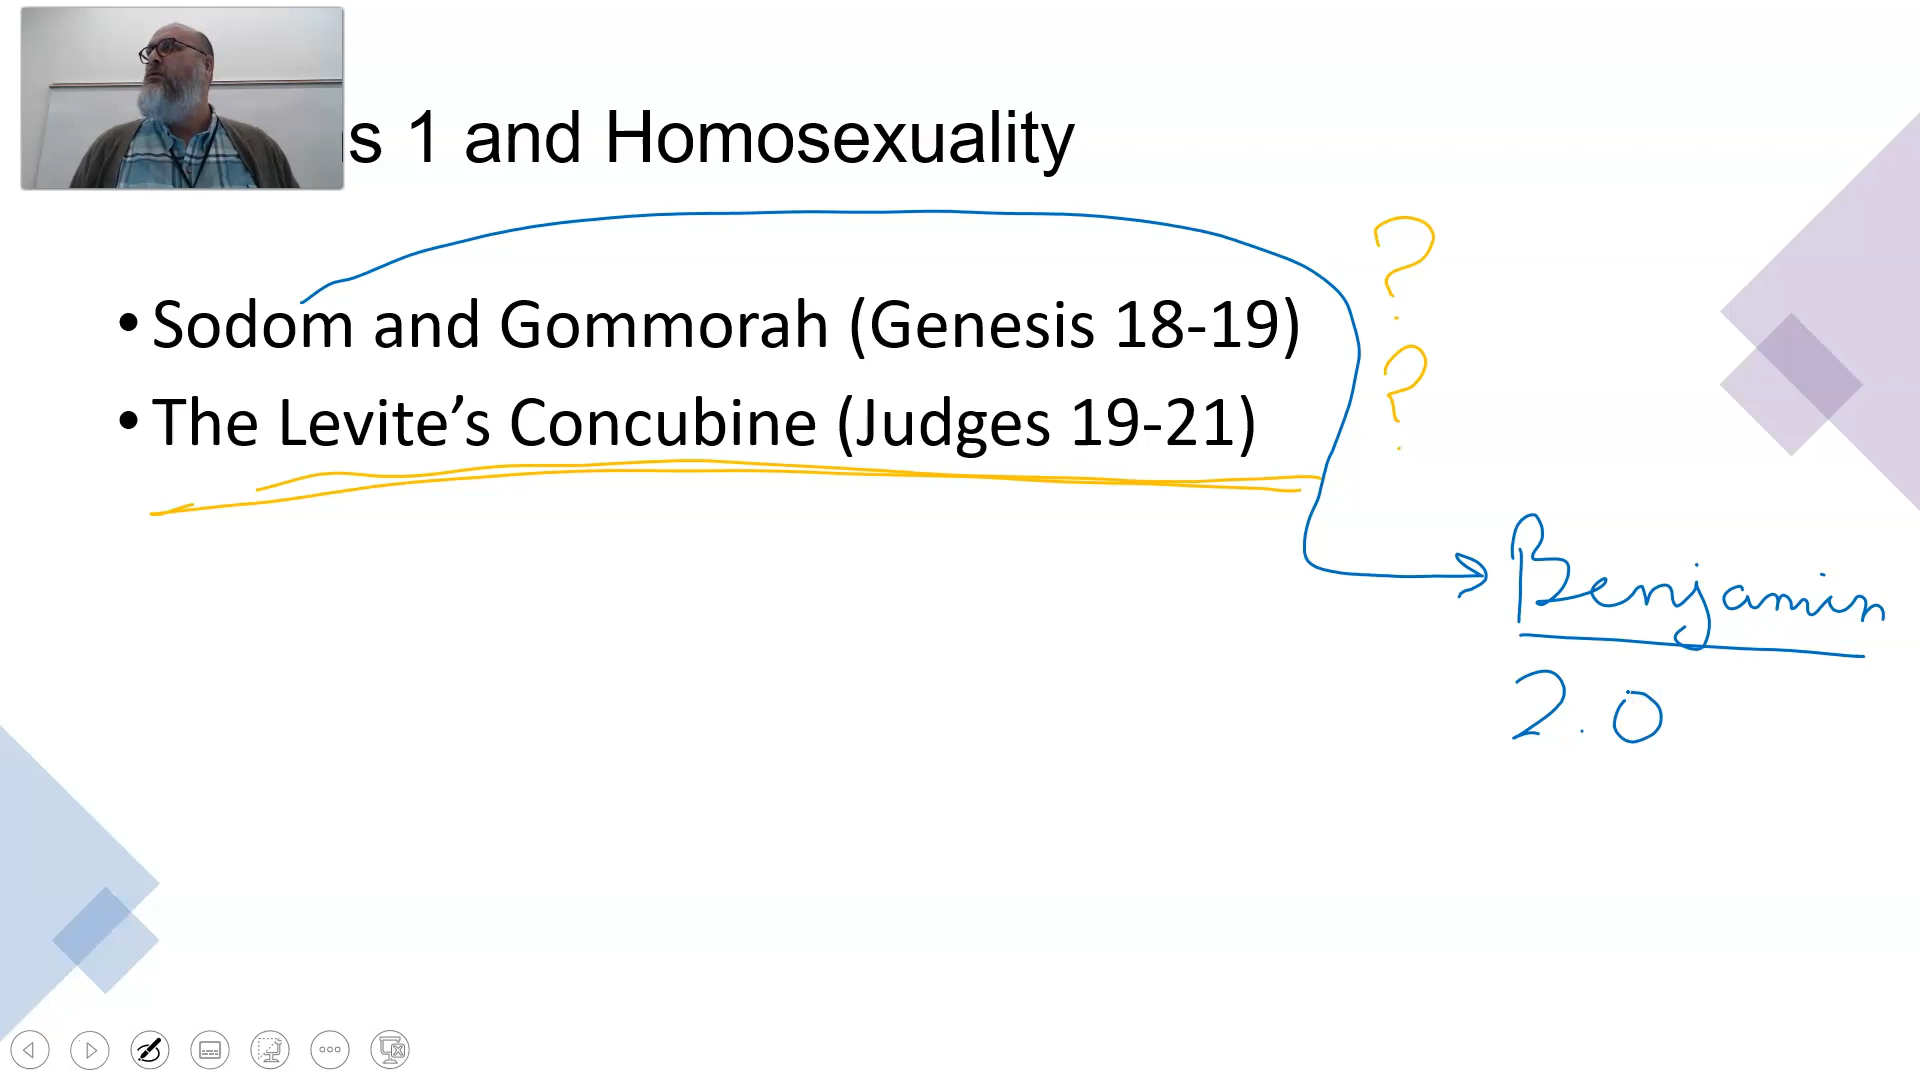 s 1 and Homosexuality
?
• Sodom and Gommorah (Genesis 18-19)
?
• The Levite’s Concubine (Judges 19-21)
Benjamin
2.0